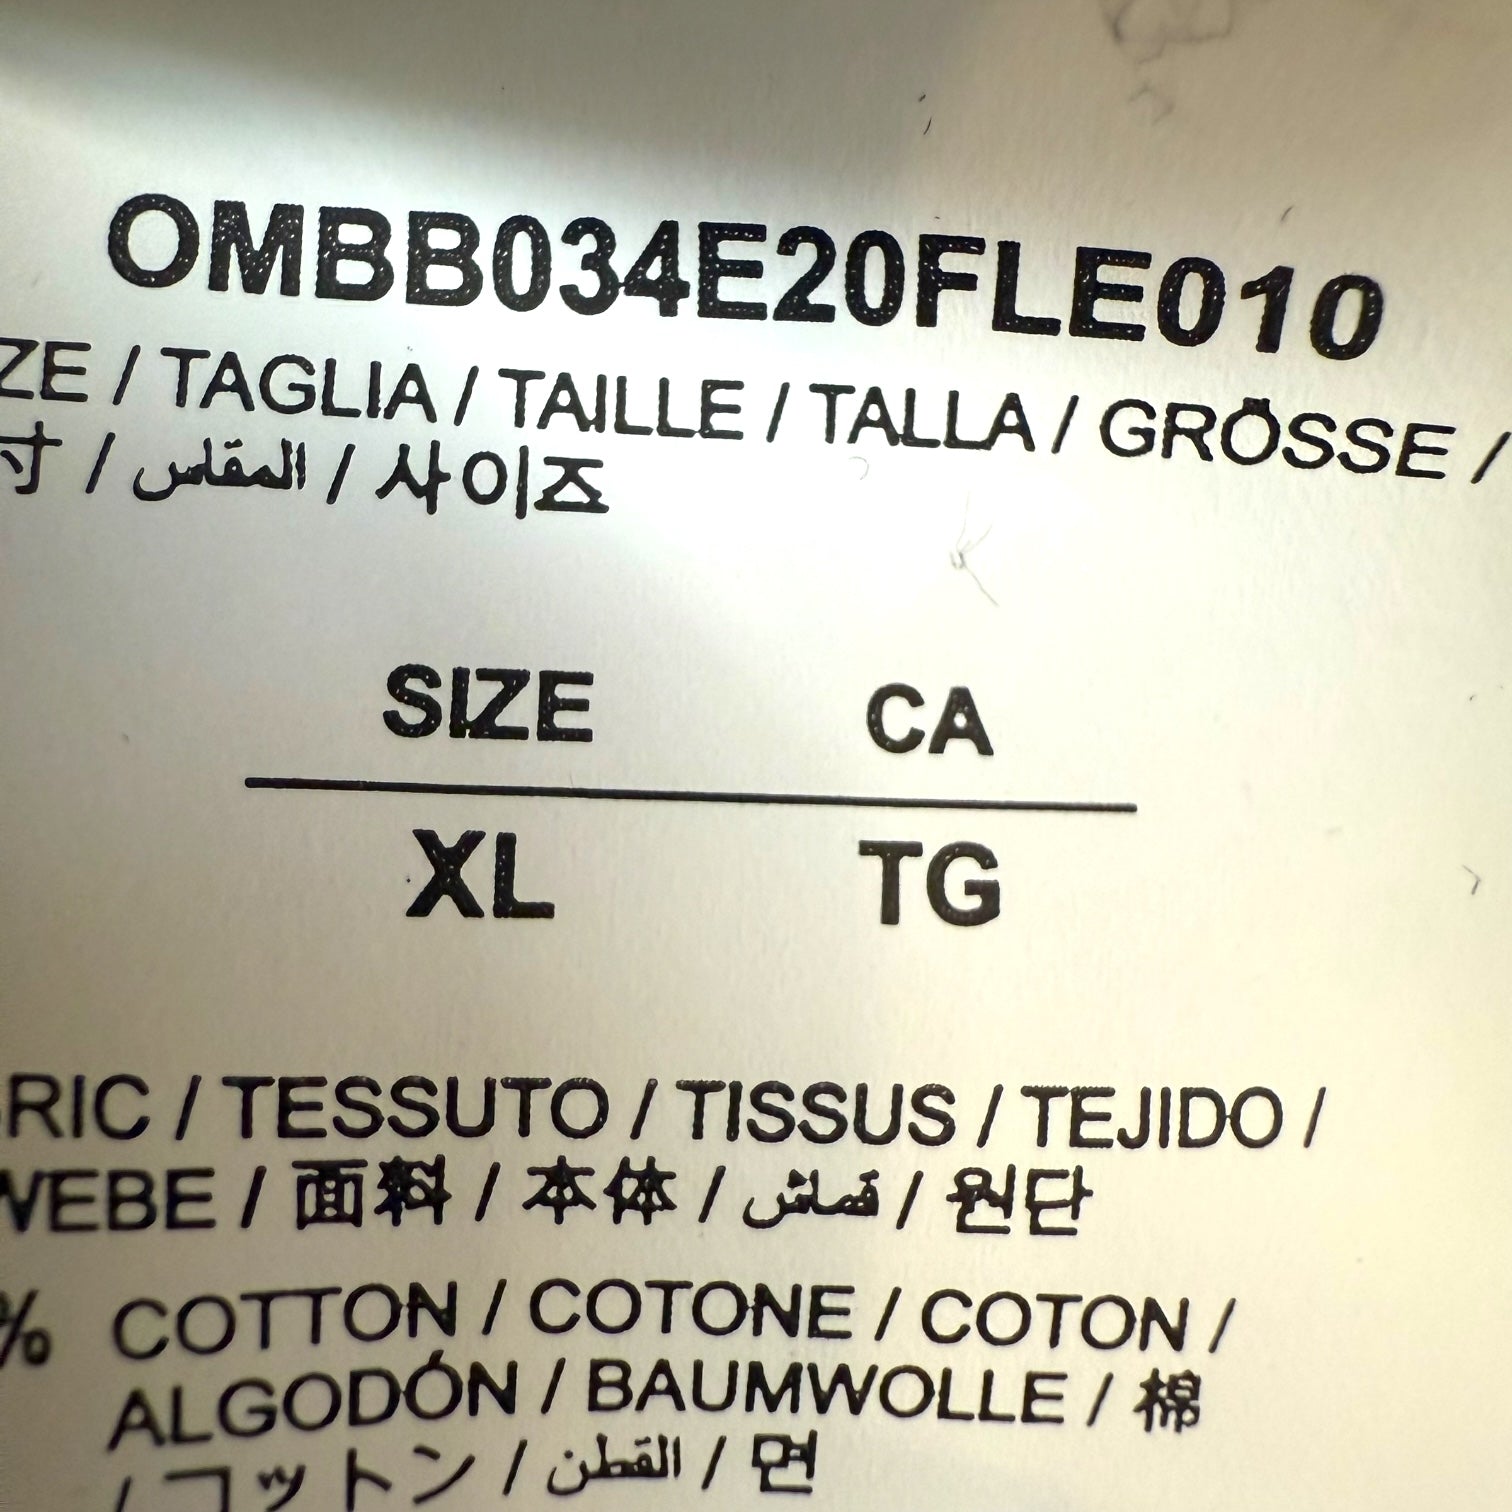 OMBB034E20FLE010
ZE / TAGLIA / TAILLE / TALLA / GRÖSSE /
寸 / المقاس / 사이즈
SIZE CA
XL TG
RIC / TESSUTO / TISSUS / TEJIDO /
WEBE / 面料 / 本体 / قماش / 원단
% COTTON / COTONE / COTON /
ALGODÓN / BAUMWOLLE / 棉
/ コットン / القطن / 면